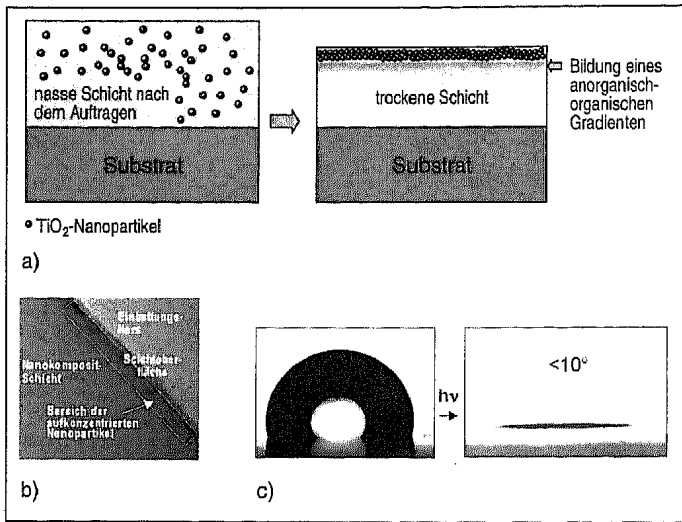 nasse Schicht nach
dem Auftragen
Substrat
TiO₂-Nanopartikel
a)
trockene Schicht
Substrat
Bildung eines
anorganisch-
organischen
Gradienten
Einbettungs-
harz
Schichtober-
fläche
Nanokomposit-
Schicht
Bereich der
aufkonzentrierten
Nanopartikel
b)
hν
<10°
c)